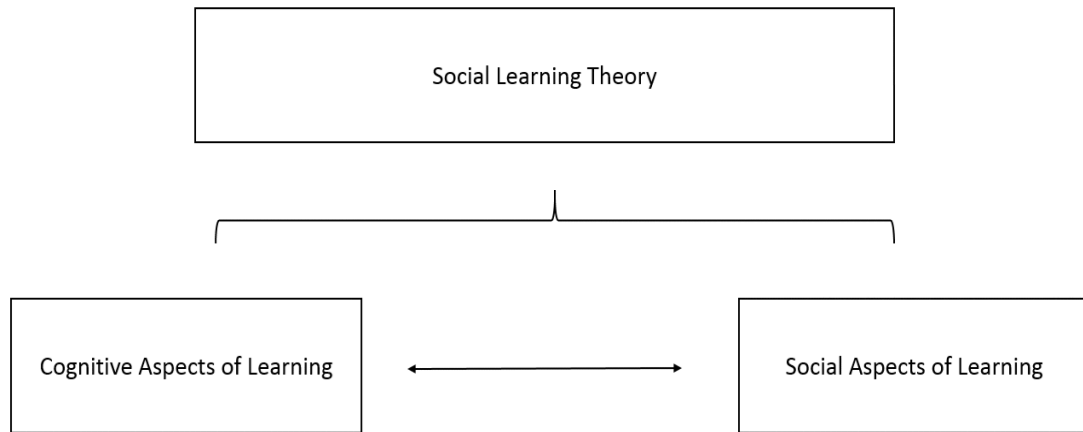 Social Learning Theory
Cognitive Aspects of Learning
Social Aspects of Learning